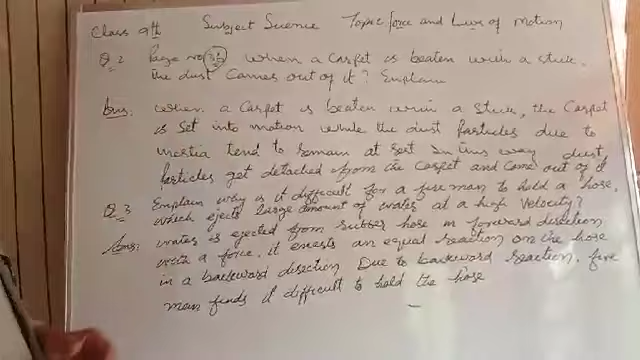 Class 9th Subject Science Topic force and Laws of Motion
Q.2 Page no When a carpet is beaten with a stick,
the dust comes out of it? Explain
Ans: When a carpet is beaten with a stick, the Carpet
is set into motion while the dust particles due to
inertia tend to remain at rest In this way dust
particles get detached from the carpet and come out of it
Q.3 Explain why is it difficult for a fireman to hold a hose,
which ejects large amount of water at a high velocity?
Ans: water is ejected from rubber hose in forward direction
with a force, it exerts an equal reaction on the hose
in a backward direction Due to backward reaction, fire
man finds it difficult to hold the hose